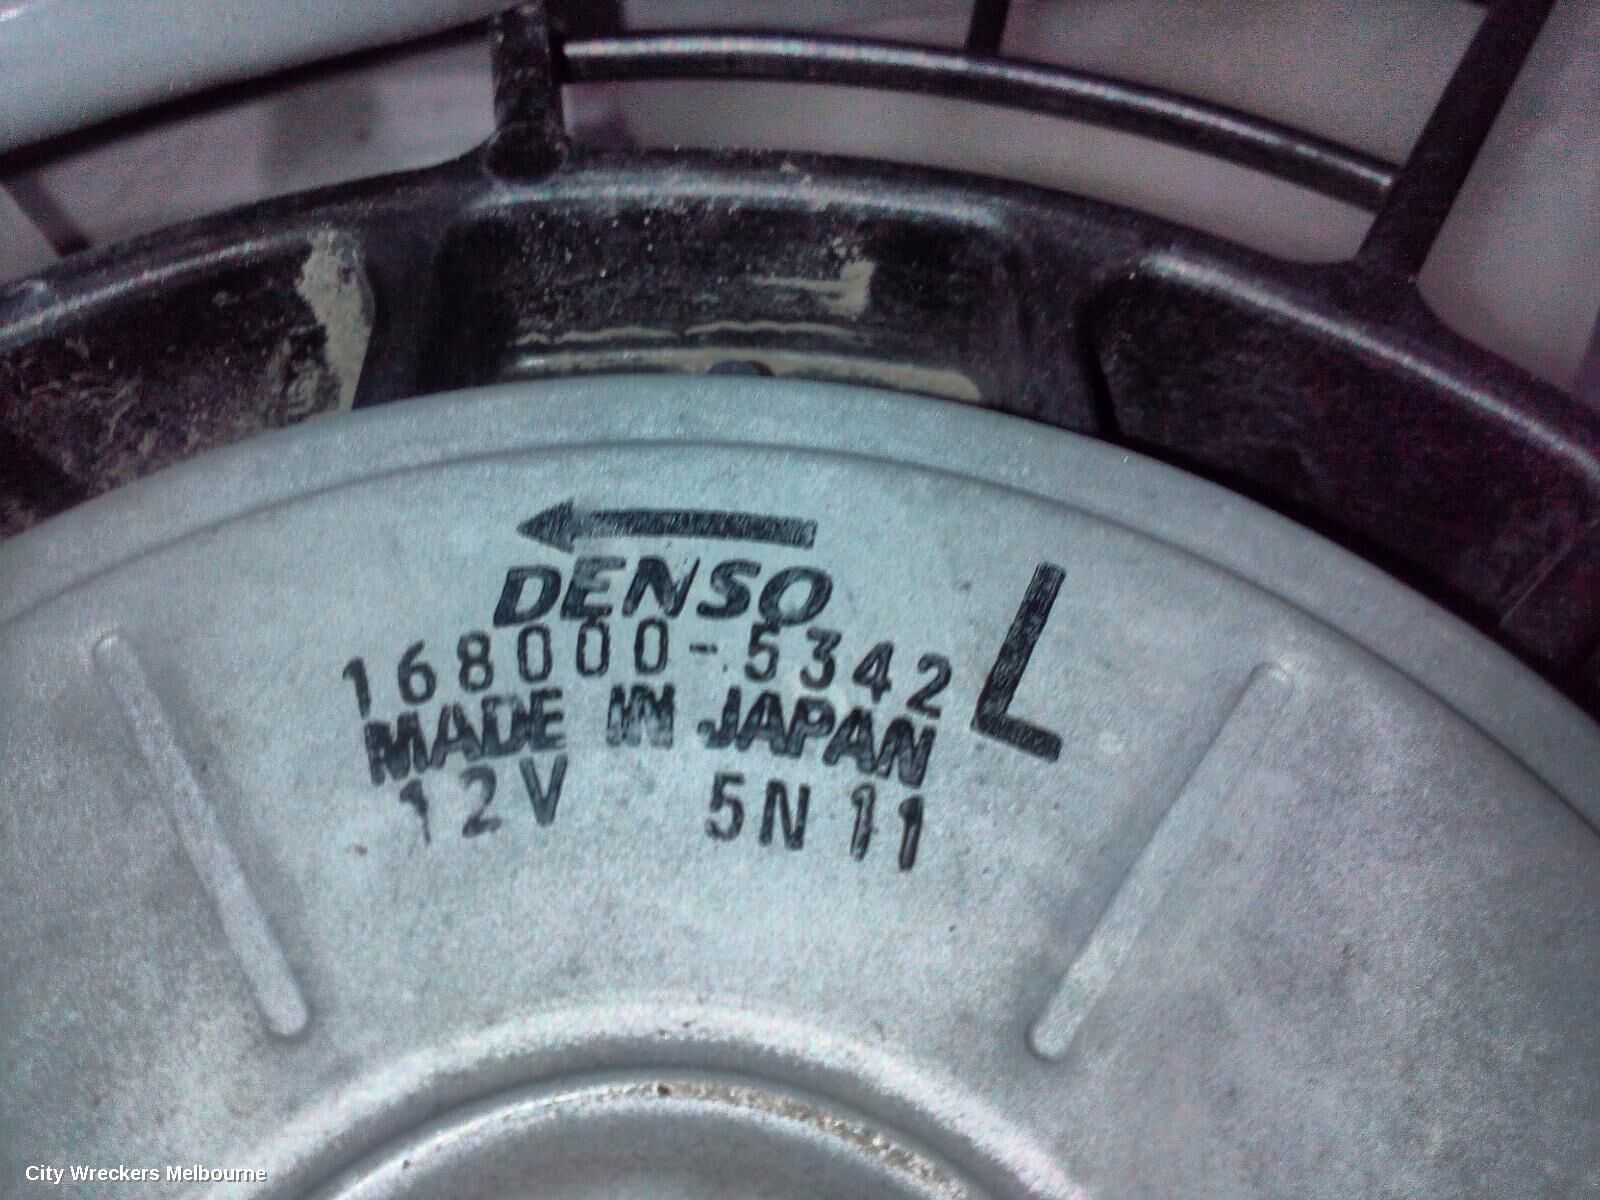 DENSO
168000-5342
L
MADE IN JAPAN
12V 5N11
City Wreckers Melbourne